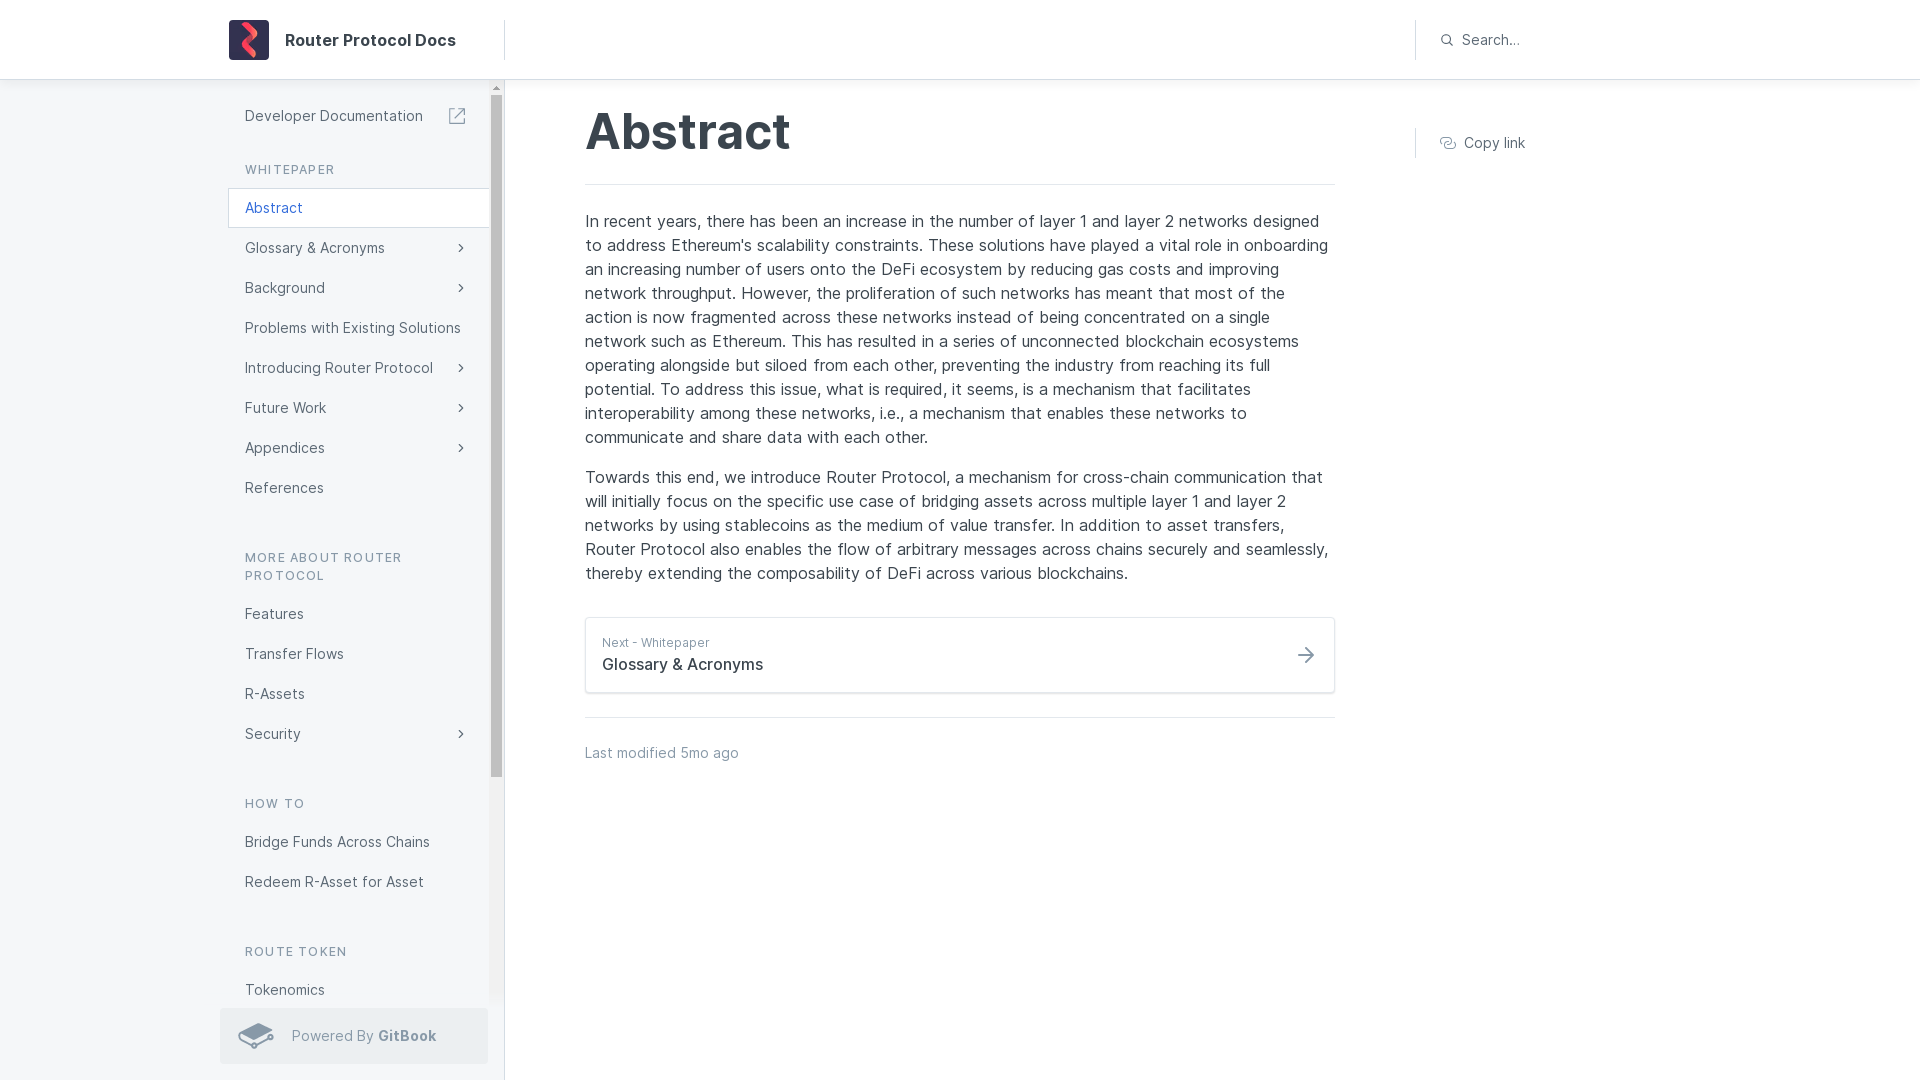 Router Protocol Docs
Search...
Developer Documentation
WHITEPAPER
Abstract
Glossary & Acronyms
Background
Problems with Existing Solutions
Introducing Router Protocol
Future Work
Appendices
References
MORE ABOUT ROUTER
PROTOCOL
Features
Transfer Flows
R-Assets
Security
HOW TO
Bridge Funds Across Chains
Redeem R-Asset for Asset
ROUTE TOKEN
Tokenomics
Powered By GitBook
Abstract
Copy link
In recent years, there has been an increase in the number of layer 1 and layer 2 networks designed
to address Ethereum's scalability constraints. These solutions have played a vital role in onboarding
an increasing number of users onto the DeFi ecosystem by reducing gas costs and improving
network throughput. However, the proliferation of such networks has meant that most of the
action is now fragmented across these networks instead of being concentrated on a single
network such as Ethereum. This has resulted in a series of unconnected blockchain ecosystems
operating alongside but siloed from each other, preventing the industry from reaching its full
potential. To address this issue, what is required, it seems, is a mechanism that facilitates
interoperability among these networks, i.e., a mechanism that enables these networks to
communicate and share data with each other.
Towards this end, we introduce Router Protocol, a mechanism for cross-chain communication that
will initially focus on the specific use case of bridging assets across multiple layer 1 and layer 2
networks by using stablecoins as the medium of value transfer. In addition to asset transfers,
Router Protocol also enables the flow of arbitrary messages across chains securely and seamlessly,
thereby extending the composability of DeFi across various blockchains.
Next - Whitepaper
Glossary & Acronyms
Last modified 5mo ago